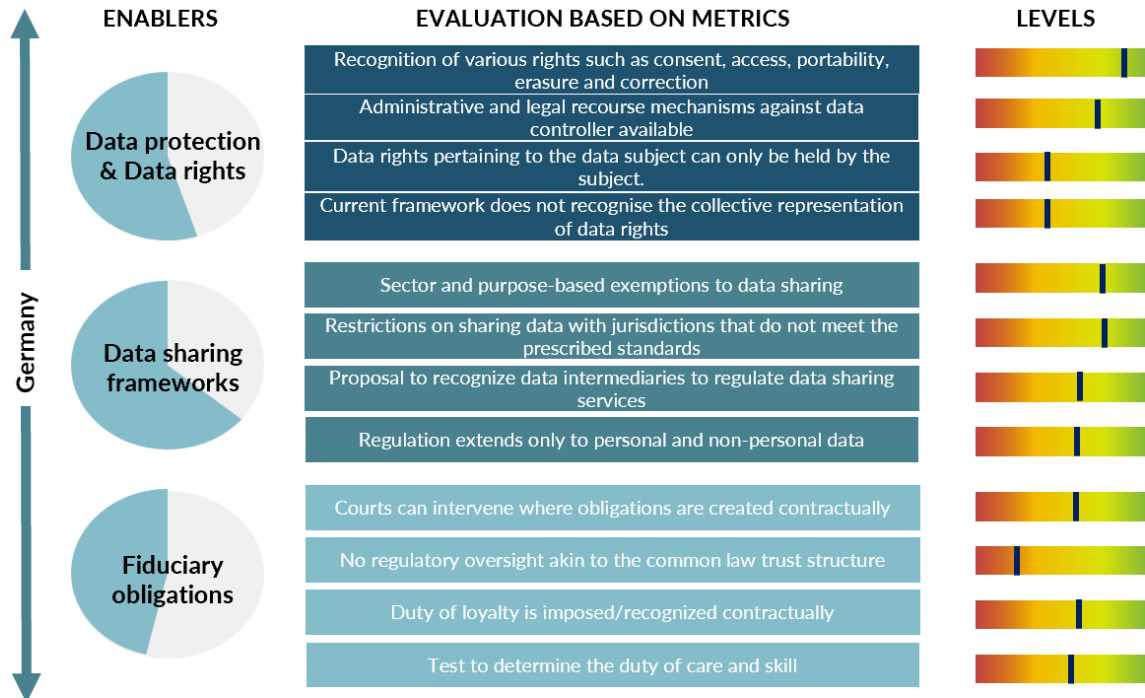 ENABLERS
EVALUATION BASED ON METRICS
LEVELS
Germany
Data protection
& Data rights
Recognition of various rights such as consent, access, portability,
erasure and correction
Administrative and legal recourse mechanisms against data
controller available
Data rights pertaining to the data subject can only be held by the
subject.
Current framework does not recognise the collective representation
of data rights
Data sharing
frameworks
Sector and purpose-based exemptions to data sharing
Restrictions on sharing data with jurisdictions that do not meet the
prescribed standards
Proposal to recognize data intermediaries to regulate data sharing
services
Regulation extends only to personal and non-personal data
Fiduciary
obligations
Courts can intervene where obligations are created contractually
No regulatory oversight akin to the common law trust structure
Duty of loyalty is imposed/recognized contractually
Test to determine the duty of care and skill